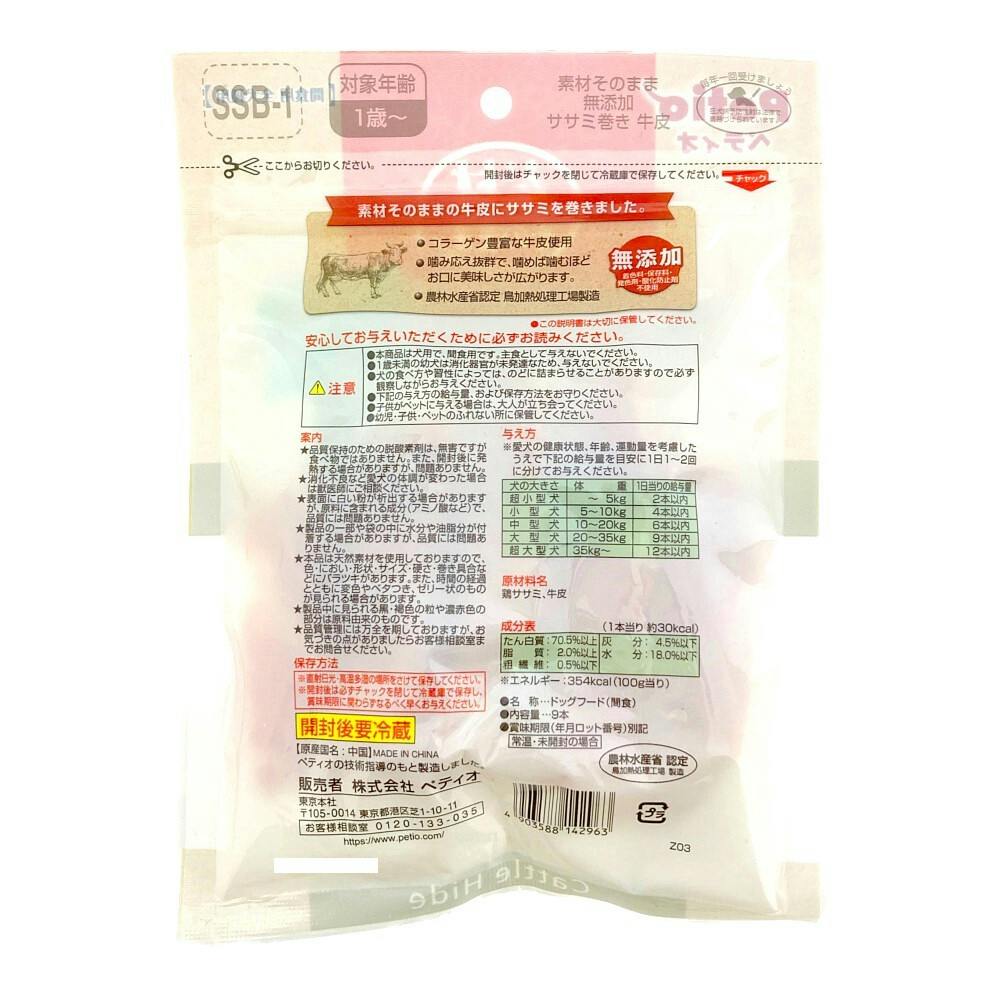 SSB-1
対象年齢
1歳～
素材そのまま
無添加
ササミ巻き 牛皮
毎年一回受けましょう
petio
ペティオ
ここからお切りください。
開封後はチャックを閉じて冷蔵庫で保存してください。
チャック
素材そのままの牛皮にササミを巻きました。
●コラーゲン豊富な牛皮使用
●噛み応え抜群で、噛めば噛むほど
お口に美味しさが広がります。
●農林水産省認定 鳥加熱処理工場製造
無添加
着色料・保存料・
発色剤・酸化防止剤
不使用
●この説明書は大切に保管してください。
安心してお与えいただくために必ずお読みください。
注意
●本商品は犬用で、間食用です。主食として与えないでください。
●1歳未満の幼犬は消化器官が未発達なため、与えないでください。
●犬の食べ方や習性によっては、のどに詰まらせることがありますので必ず
観察しながらお与えください。
●下記の与え方の給与量、および保存方法をお守りください。
●子供がペットに与える場合は、大人が立ち会ってください。
●幼児・子供・ペットのふれない所に保管してください。
案内
★品質保持のための脱酸素剤は、無害ですが
食べ物ではありません。また、開封後に発
熱する場合がありますが、問題ありません。
★消化不良など愛犬の体調が変わった場合
は獣医師にご相談ください。
★表面に白い粉が析出する場合があります
が、原料に含まれる成分(アミノ酸など)で、
品質には問題ありません。
★製品の一部や袋の中に水分や油脂分が付
着する場合がありますが、品質には問題あ
りません。
★本品は天然素材を使用しておりますので、
色・におい・形状・サイズ・硬さ・巻き具合な
どにバラツキがあります。また、時間の経過
とともに変色やベタつき、ゼリー状のもの
が見られる場合があります。
★製品中に見られる黒・褐色の粒や濃赤色の
部分は原料由来のものです。
★品質管理には万全を期しておりますが、お
気づきの点がありましたらお客様相談室ま
でお問合せください。
保存方法
※直射日光・高温多湿の場所をさけて保存してください。
※開封後は必ずチャックを閉じて冷蔵庫で保存し、
賞味期限に関わらずなるべく早くお与えください。
開封後要冷蔵
【原産国名：中国】MADE IN CHINA
ペティオの技術指導のもと製造しました。
販売者 株式会社 ペティオ
東京本社
〒105-0014 東京都港区芝1-10-11
お客様相談室 0120-133-035
https://www.petio.com/
与え方
※愛犬の健康状態、年齢、運動量を考慮した
うえで下記の給与量を目安に1日1～2回
に分けてお与えください。
犬の大きさ 体重 1日当りの給与量
超小型犬 ～5kg 2本以内
小型犬 5～10kg 4本以内
中型犬 10～20kg 6本以内
大型犬 20～35kg 9本以内
超大型犬 35kg～ 12本以内
原材料名
鶏ササミ、牛皮
成分表 (1本当り 約30kcal)
たん白質：70.5%以上 灰分：4.5%以下
脂質：2.0%以上 水分：18.0%以下
粗繊維：0.5%以下
※エネルギー：354kcal(100g当り)
●名 称…ドッグフード(間食)
●内容量…9本
●賞味期限(年月ロット番号)別記
常温・未開封の場合
農林水産省 認定
鳥加熱処理工場 製造
4 903588 142963
プラ
Z03
Cattle Hide